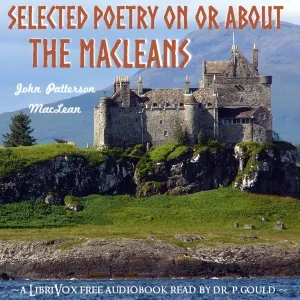 SELECTED POETRY ON OR ABOUT
THE MACLEANS
John Patterson
MacLean
~A LIBRIVOX FREE AUDIOBOOK READ BY DR. P. GOULD~